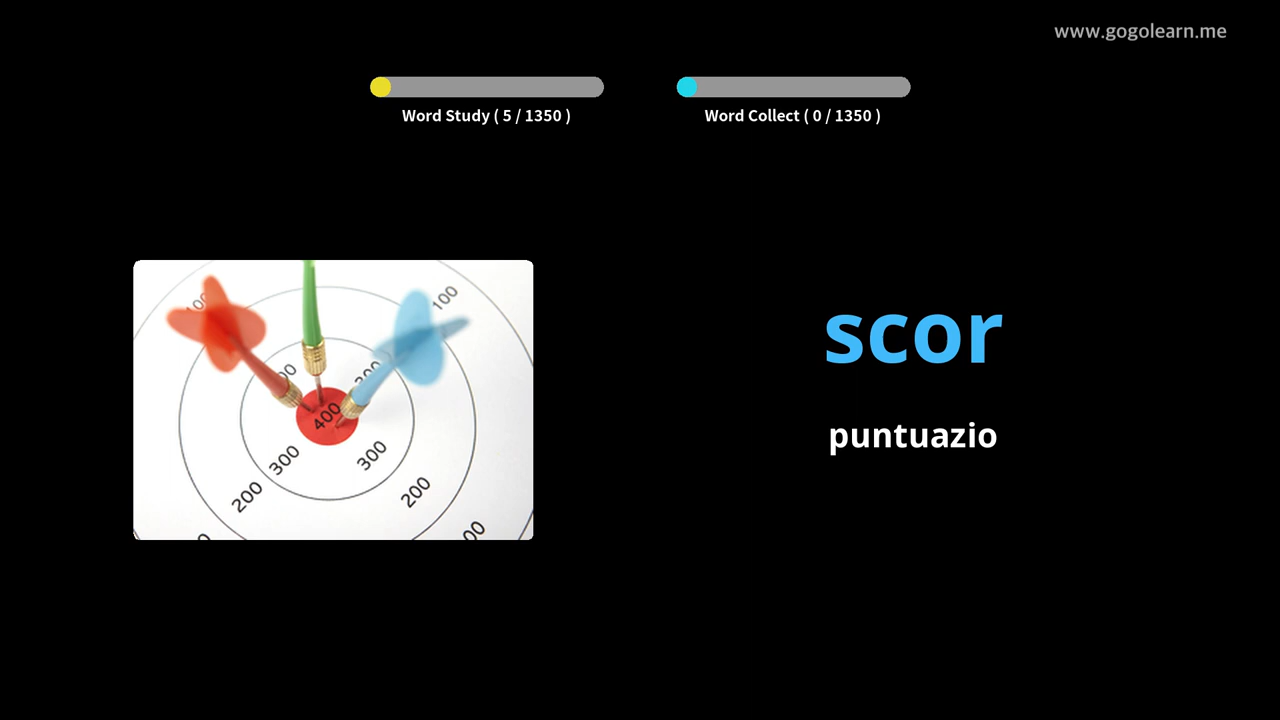 www.gogolearn.me
Word Study ( 5 / 1350 )
Word Collect ( 0 / 1350 )
scor
puntuazio
100
100
200
400
300
300
200
200